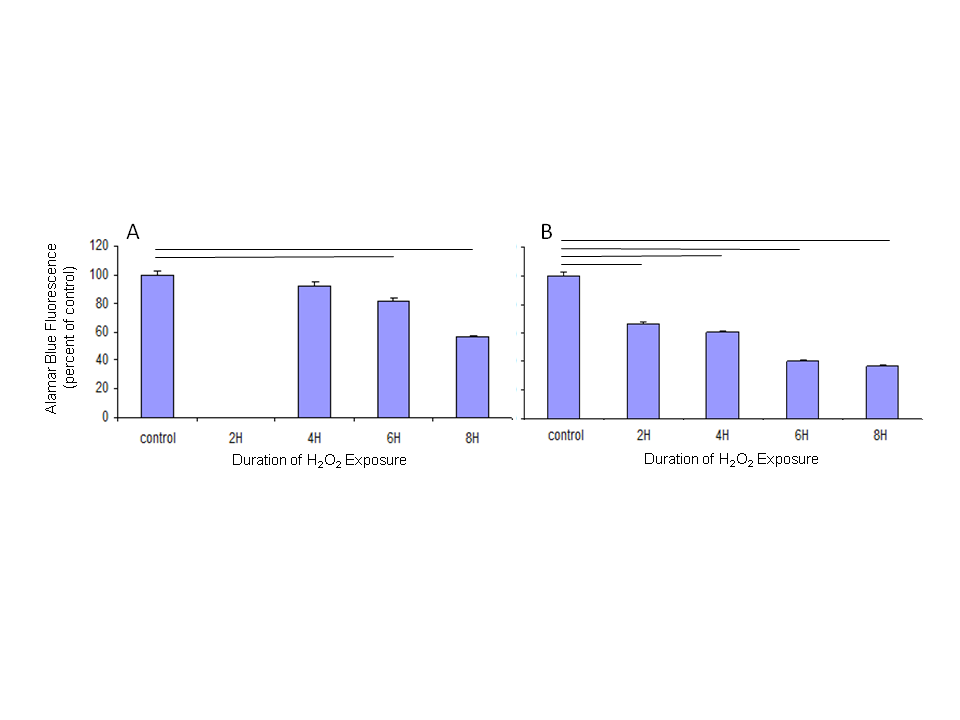 A
B
Alamar Blue Fluorescence
(percent of control)
120
100
80
60
40
20
0
control 2H 4H 6H 8H
Duration of H₂O₂ Exposure
control 2H 4H 6H 8H
Duration of H₂O₂ Exposure